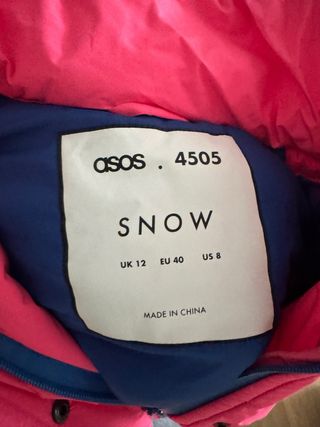 asos . 4505
SNOW
UK 12 EU 40 US 8
MADE IN CHINA